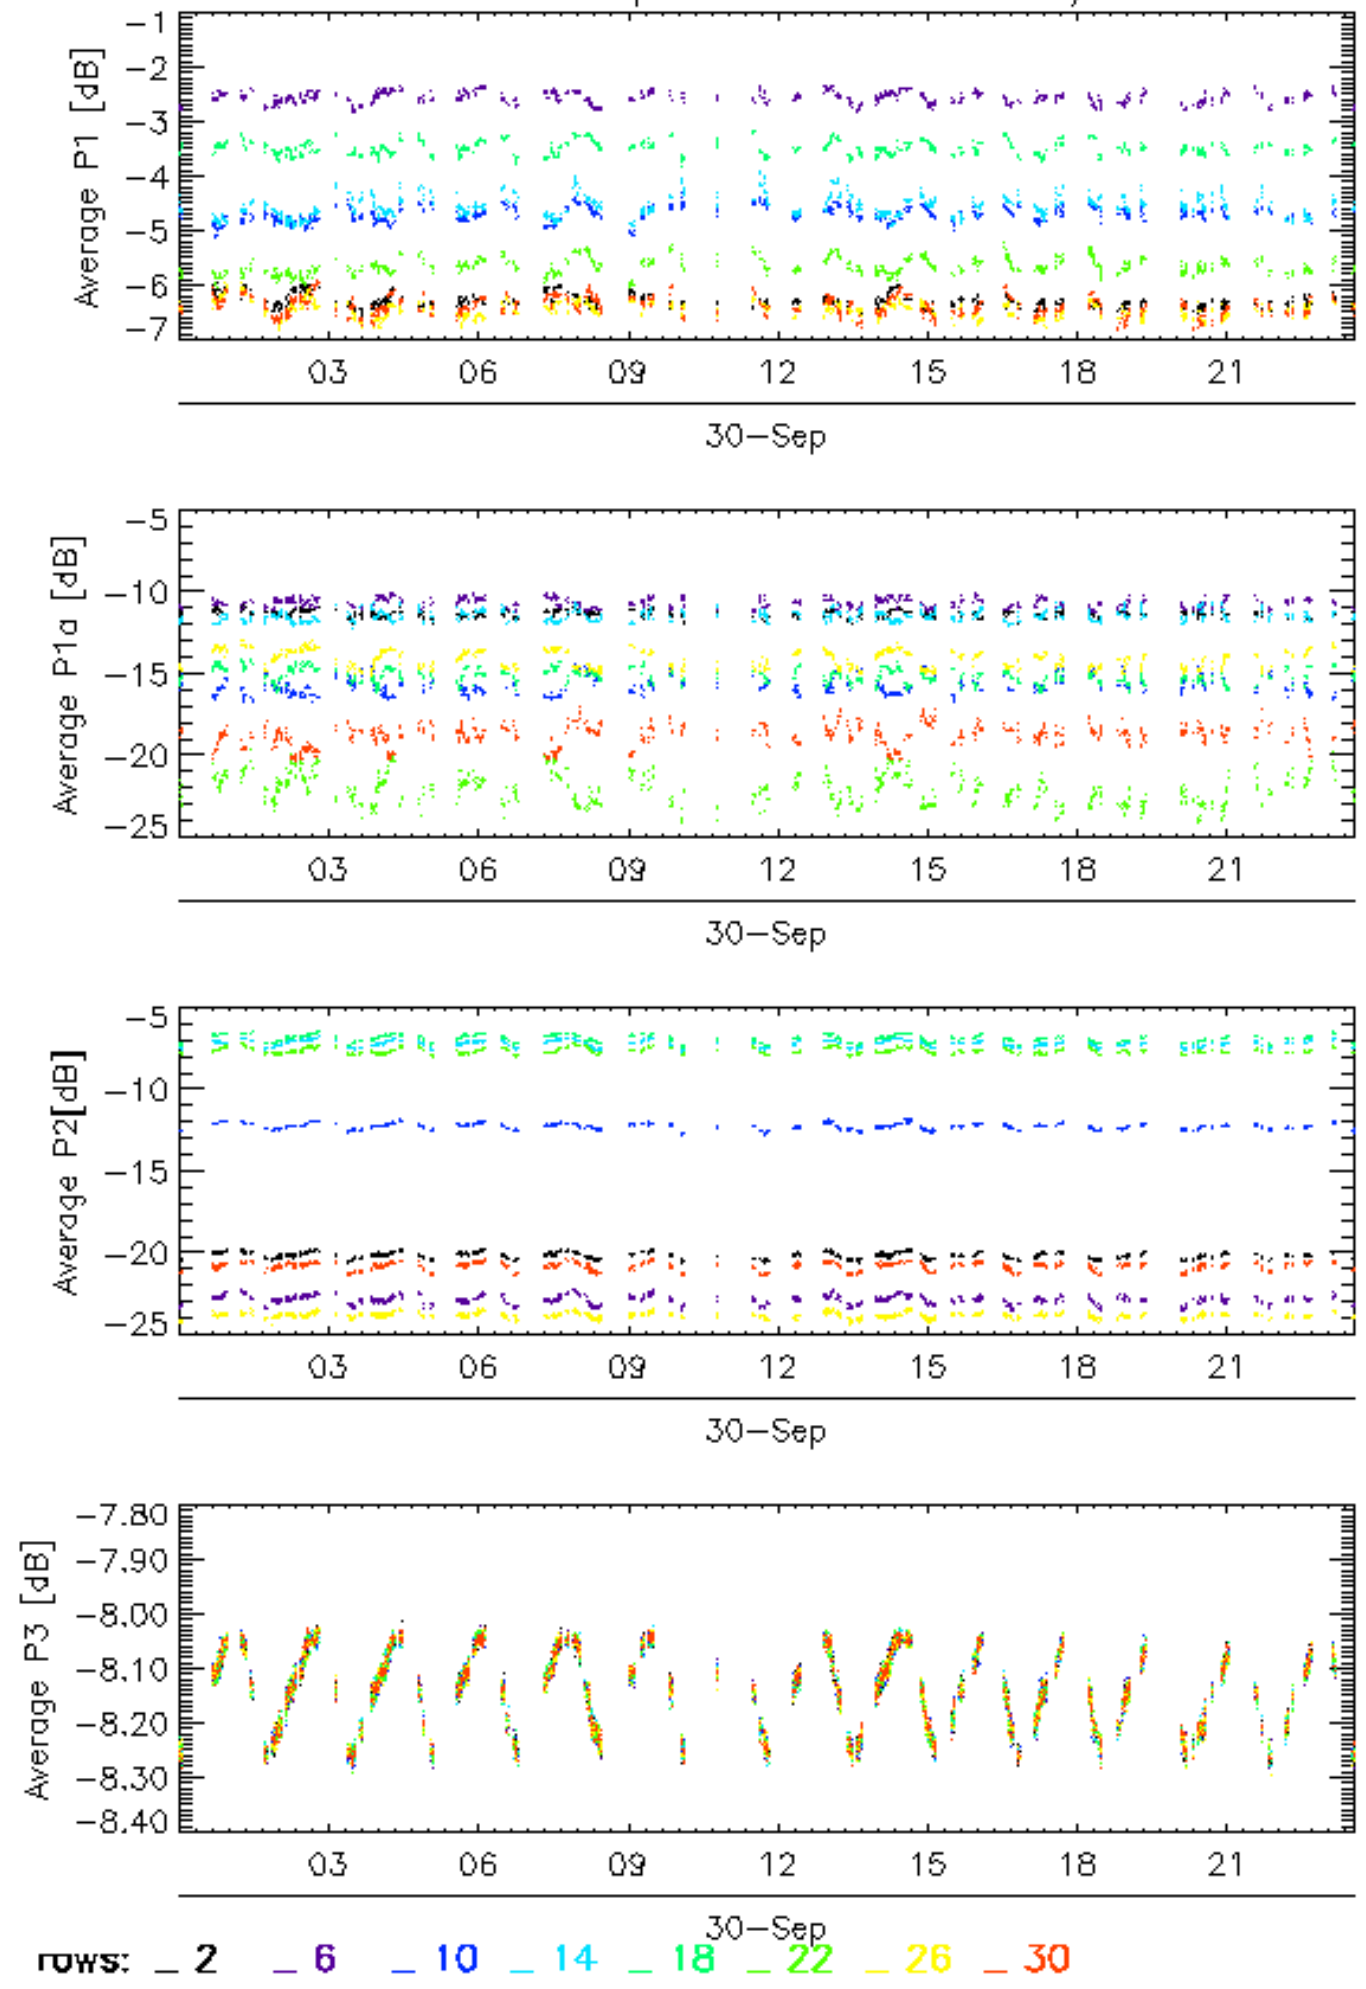 Average P1 [dB]
-1
-2
-3
-4
-5
-6
-7
03 06 09 12 15 18 21
30-Sep
Average P1a [dB]
-5
-10
-15
-20
-25
03 06 09 12 15 18 21
30-Sep
Average P2[dB]
-5
-10
-15
-20
-25
03 06 09 12 15 18 21
30-Sep
Average P3 [dB]
-7.80
-7.90
-8.00
-8.10
-8.20
-8.30
-8.40
03 06 09 12 15 18 21
30-Sep
rows: _ 2 _ 6 _ 10 _ 14 _ 18 _ 22 _ 26 _ 30